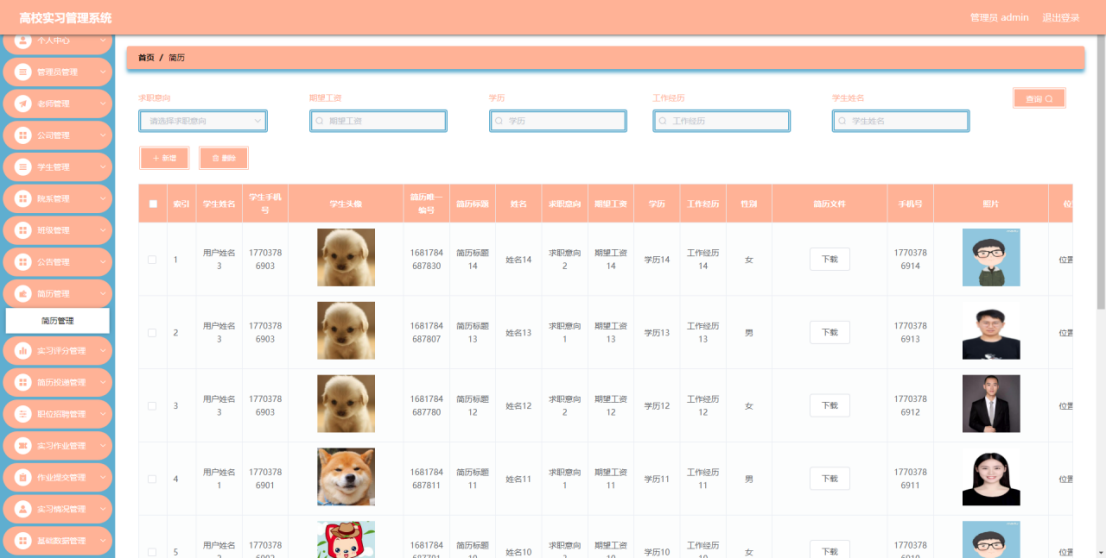 高校实习管理系统
管理员 admin 退出登录
个人中心
管理员管理
老师管理
公司管理
学生管理
院系管理
班级管理
公告管理
简历管理
简历管理
实习评分管理
简历投递管理
职位招聘管理
实习作业管理
作业提交管理
实习情况管理
基础数据管理
首页 / 简历
求职意向 期望工资 学历 工作经历 学生姓名
请选择求职意向 期望工资 学历 工作经历 学生姓名 查询
+ 新增 删除
索引 学生姓名 学生手机号 学生头像 简历唯一编号 简历标题 姓名 求职意向 期望工资 学历 工作经历 性别 简历文件 手机号 照片
1 用户姓名3 17703786903 1681784687830 简历标题14 姓名14 求职意向2 期望工资14 学历14 工作经历14 女 下载 17703786914 位置
2 用户姓名3 17703786903 1681784687807 简历标题13 姓名13 求职意向1 期望工资13 学历13 工作经历13 男 下载 17703786913 位置
3 用户姓名3 17703786903 1681784687780 简历标题12 姓名12 求职意向2 期望工资12 学历12 工作经历12 女 下载 17703786912 位置
4 用户姓名1 17703786901 1681784687811 简历标题11 姓名11 求职意向1 期望工资11 学历11 工作经历11 男 下载 17703786911 位置
5 用户姓名 1770378 1681784 简历标题 姓名10 求职意向 期望工资 学历10 工作经历 女 下载 1770378 位置